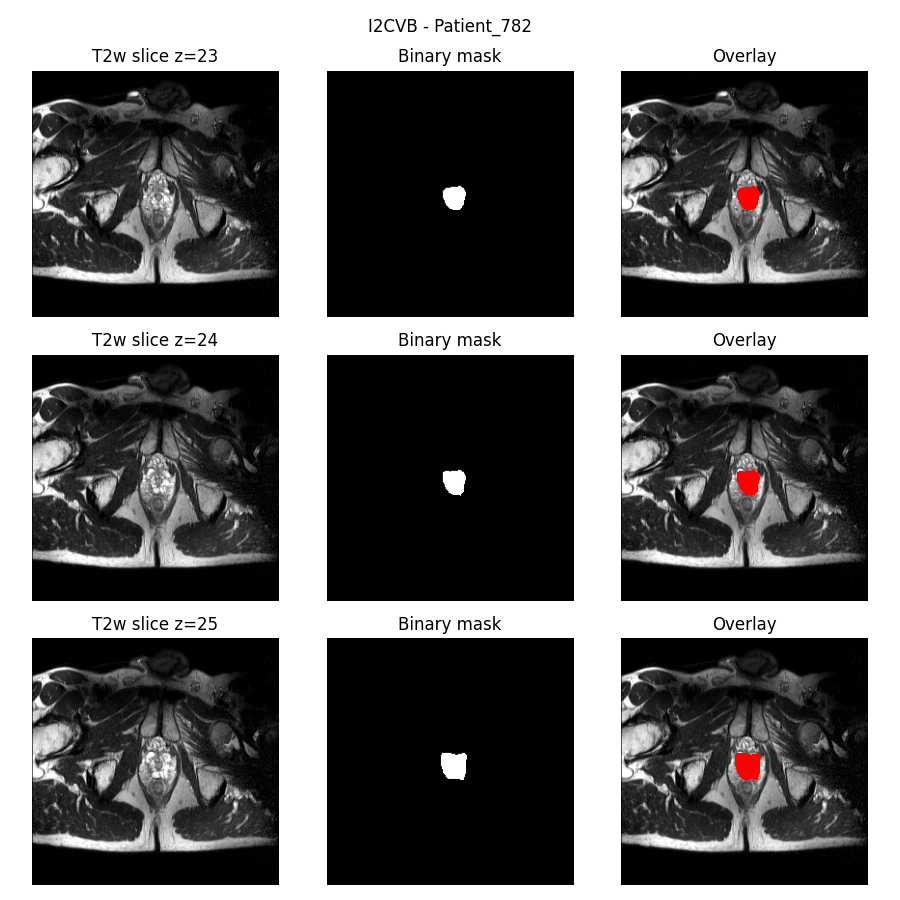 I2CVB - Patient_782
T2w slice z=23
Binary mask
Overlay
T2w slice z=24
Binary mask
Overlay
T2w slice z=25
Binary mask
Overlay